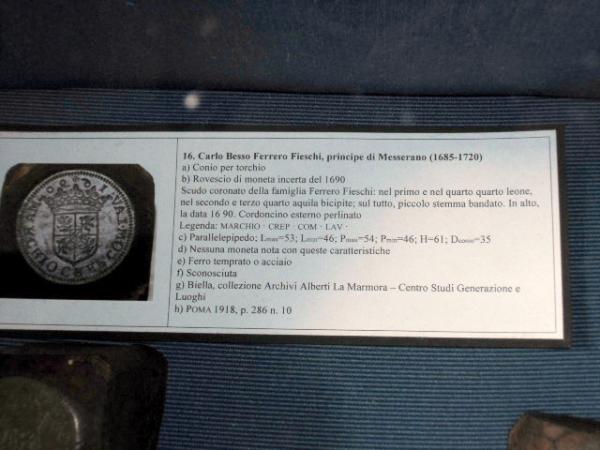 16. Carlo Besso Ferrero Fieschi, principe di Messerano (1685-1720)
a) Conio per torchio
b) Rovescio di moneta incerta del 1690
Scudo coronato della famiglia Ferrero Fieschi: nel primo e nel quarto quarto leone,
nel secondo e terzo quarto aquila bicipite; sul tutto, piccolo stemma bandato. In alto,
la data 16 90. Cordoncino esterno perlinato
Legenda: MARCHIO · CREP · COM · LAV ·
c) Parallelepipedo; Lmax=53; Lmin=46; Pmax=54; Pmin=46; H=61; Dconio=35
d) Nessuna moneta nota con queste caratteristiche
e) Ferro temprato o acciaio
f) Sconosciuta
g) Biella, collezione Archivi Alberti La Marmora – Centro Studi Generazione e
Luoghi
h) POMA 1918, p. 286 n. 10